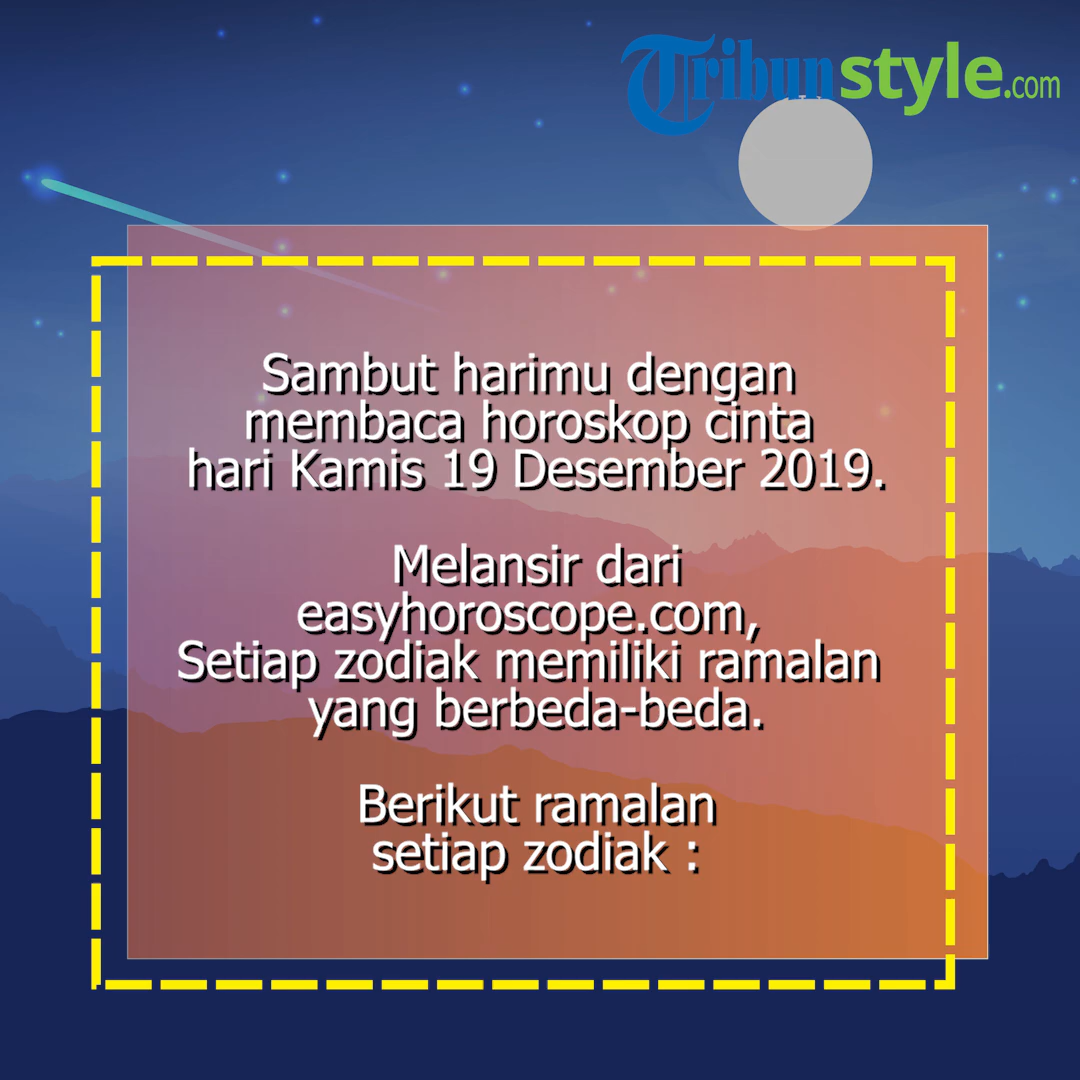 Tribunstyle.com
Sambut harimu dengan
membaca horoskop cinta
hari Kamis 19 Desember 2019.
Melansir dari
easyhoroscope.com,
Setiap zodiak memiliki ramalan
yang berbeda-beda.
Berikut ramalan
setiap zodiak :